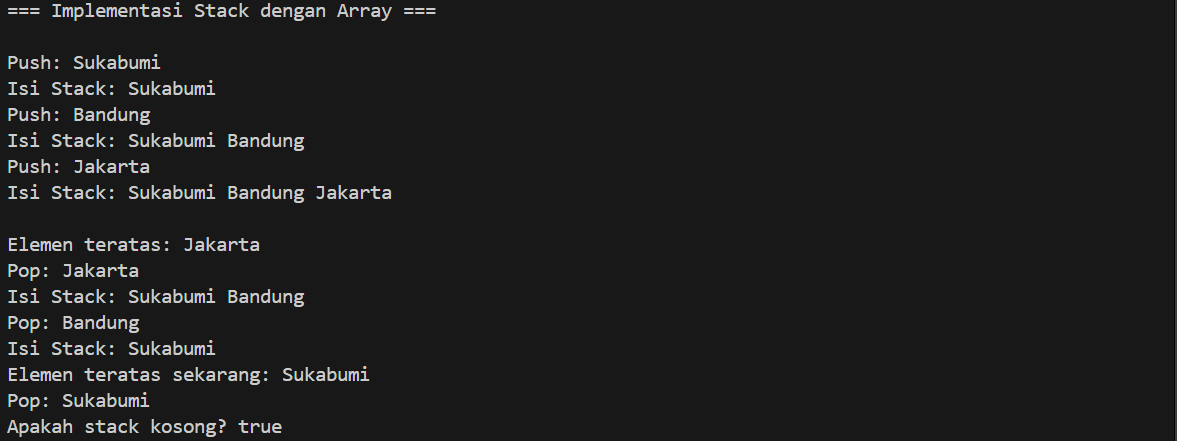 === Implementasi Stack dengan Array ===
Push: Sukabumi
Isi Stack: Sukabumi
Push: Bandung
Isi Stack: Sukabumi Bandung
Push: Jakarta
Isi Stack: Sukabumi Bandung Jakarta
Elemen teratas: Jakarta
Pop: Jakarta
Isi Stack: Sukabumi Bandung
Pop: Bandung
Isi Stack: Sukabumi
Elemen teratas sekarang: Sukabumi
Pop: Sukabumi
Apakah stack kosong? true